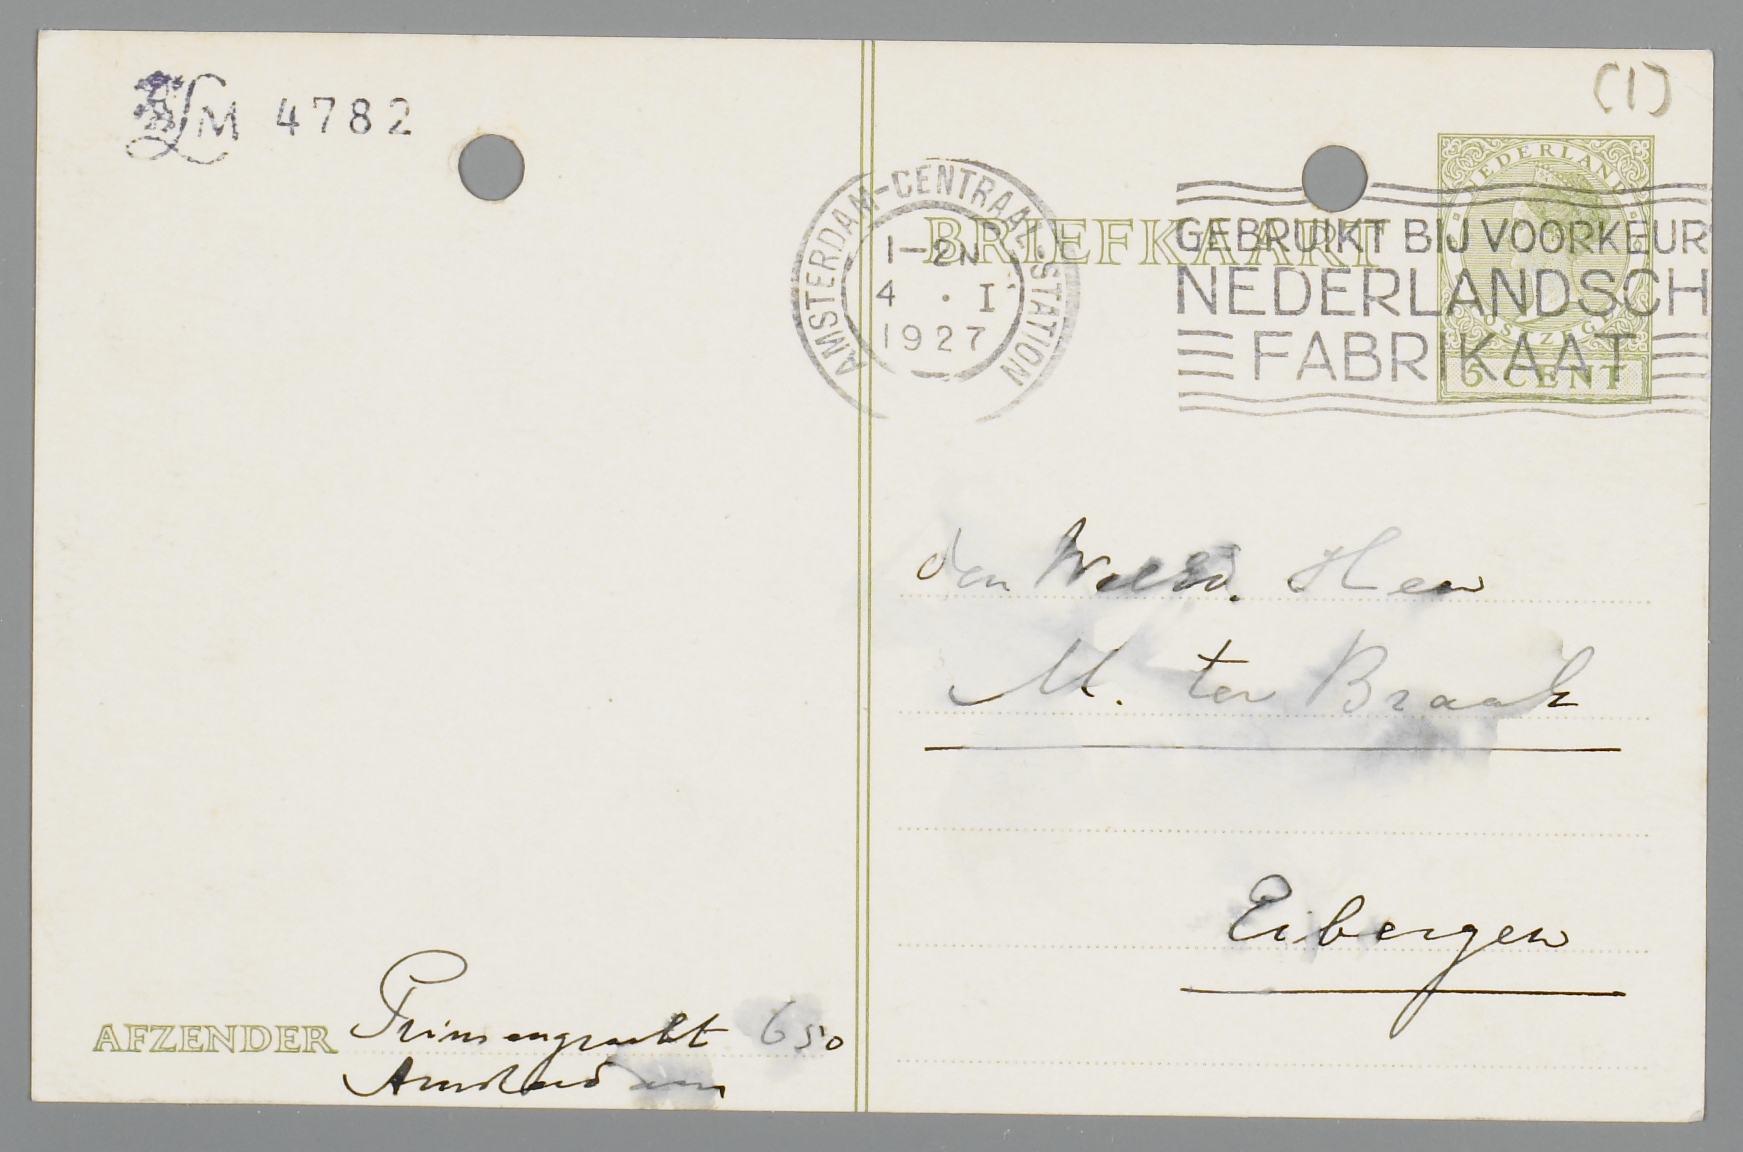 LM 4782
(1)
AMSTERDAM-CENTRAAL-STATION
1-2N
4 . I
1927
BRIEFKAART
GEBRUIKT BIJ VOORKEUR
NEDERLANDSCH
FABRIKAAT
NEDERLAND
POSTZEGEL
5 CENT
den Weled. Heer
M. ter Braak
Eibergen
AFZENDER Prinsengracht 650
Amsterdam